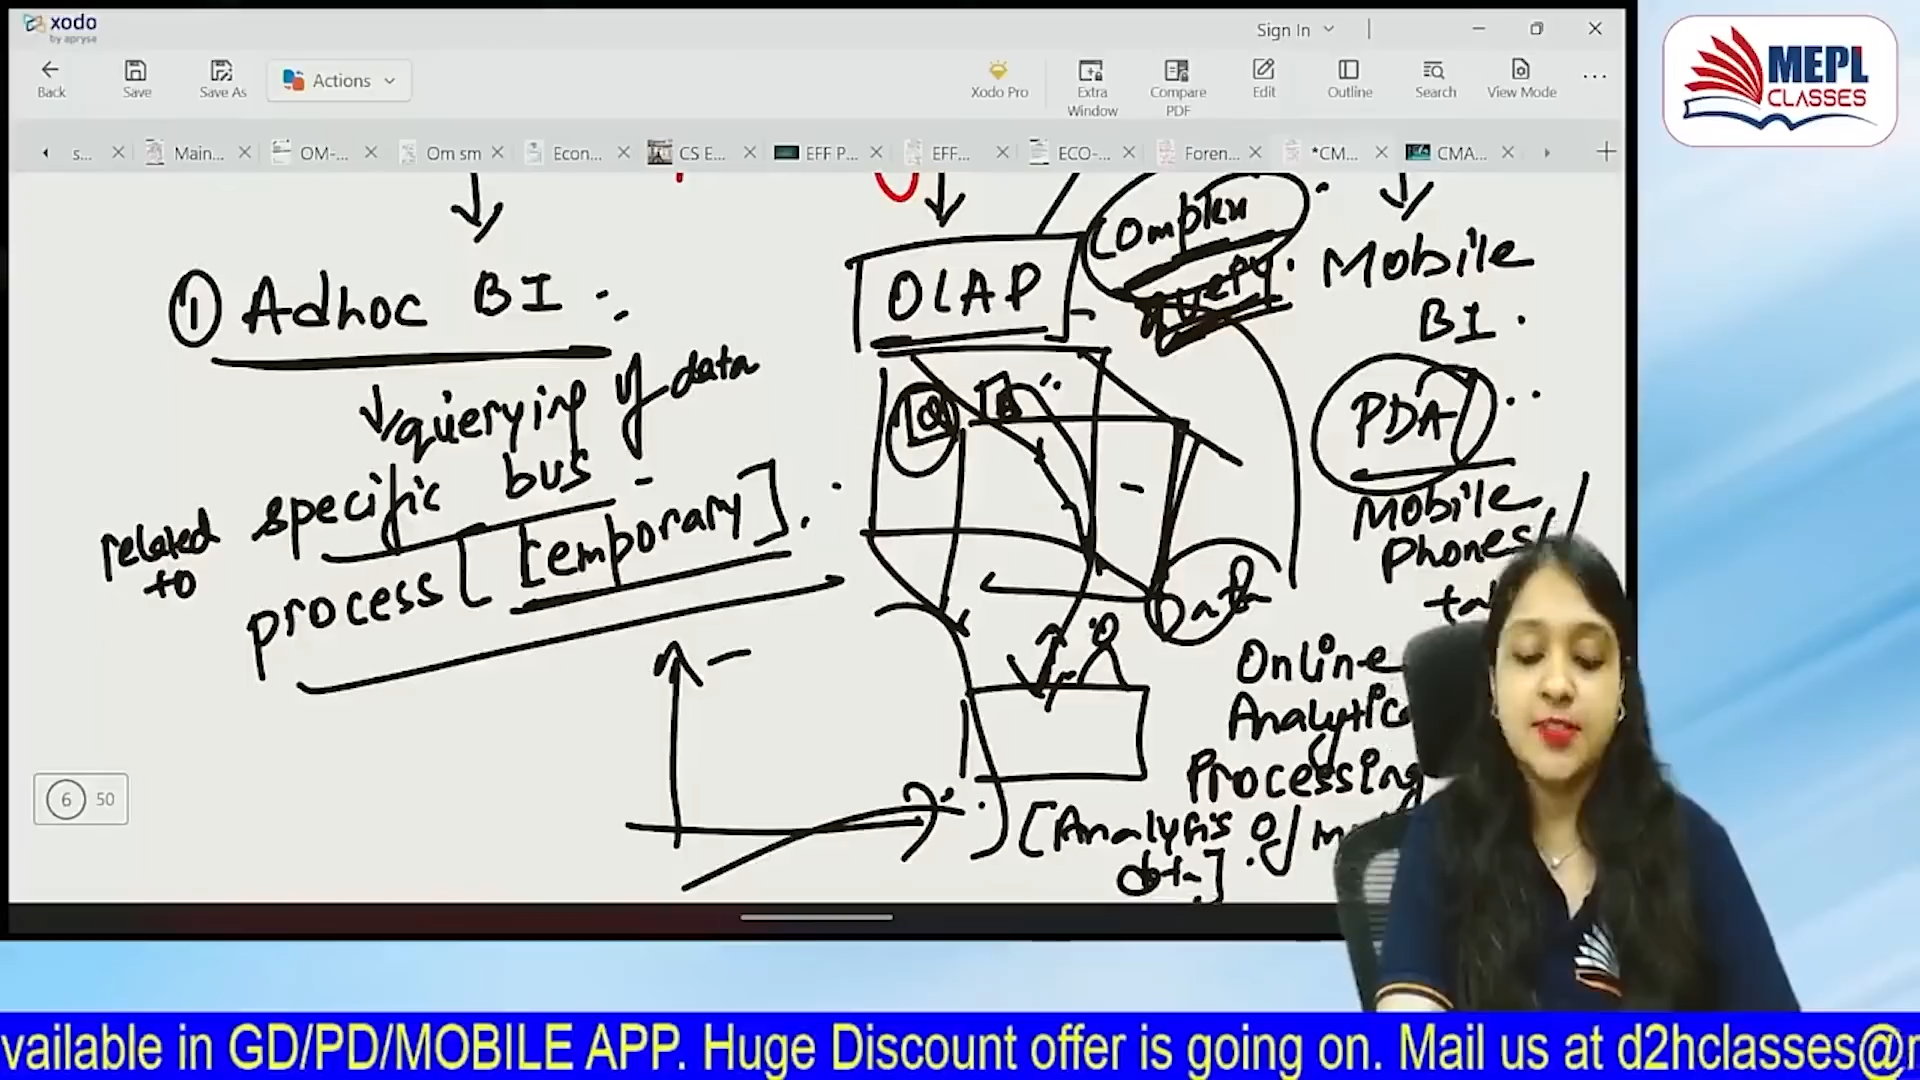 xodo
by apryse
Sign In
Back
Save
Save As
Actions
Xodo Pro
Extra Window
Compare PDF
Edit
Outline
Search
View Mode
s...
Main...
OM-...
Om sm
Econ...
CS E...
EFF P...
EFF...
ECO-...
Foren...
*CM...
CMA...
MEPL
CLASSES
① Adhoc BI :
querying of data
related to specific bus
process [temporary].
OLAP
Complex
query.
Data
Online
Analytic
Processing
[Analysis of
data].
Mobile
BI.
PDA
Mobile
Phones/
6 50
vailable in GD/PD/MOBILE APP. Huge Discount offer is going on. Mail us at d2hclasses@